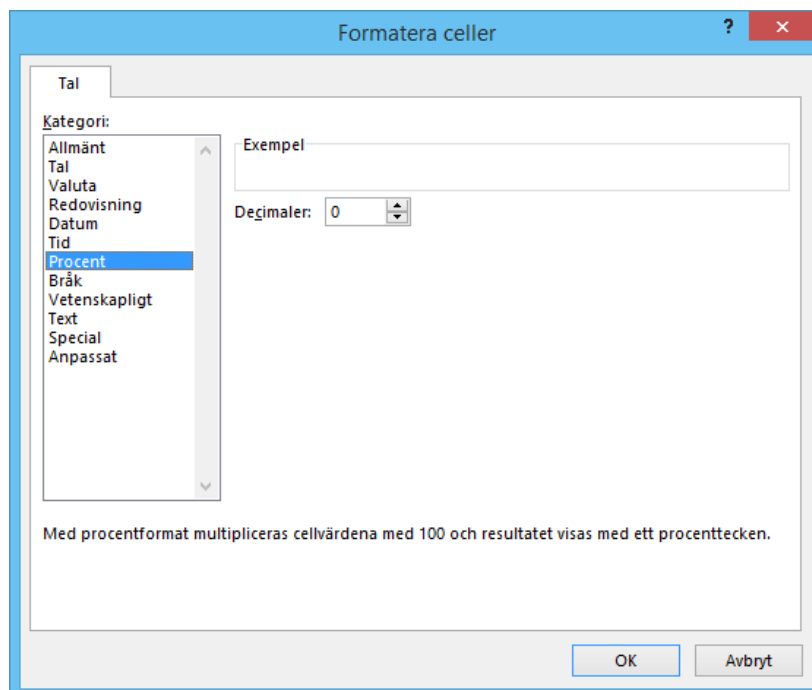 Formatera celler
?
Tal
Kategori:
Allmänt
Tal
Valuta
Redovisning
Datum
Tid
Procent
Bråk
Vetenskapligt
Text
Special
Anpassat
Exempel
Decimaler: 0
Med procentformat multipliceras cellvärdena med 100 och resultatet visas med ett procenttecken.
OK Avbryt